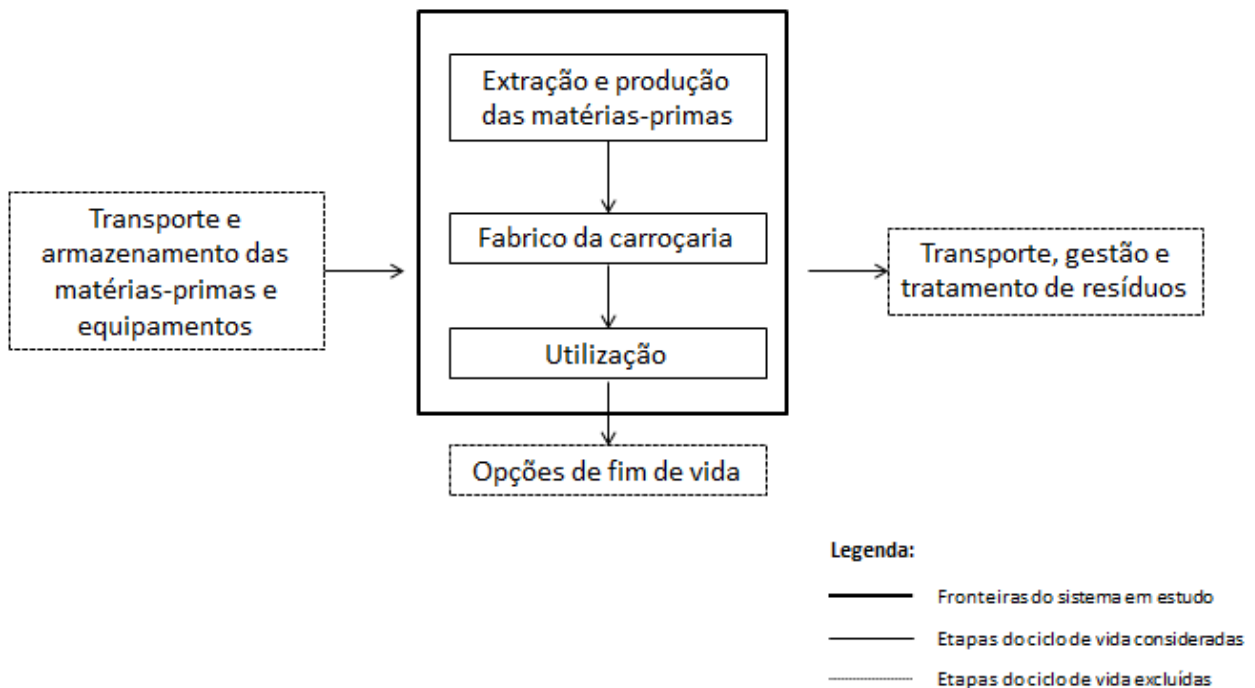 Extração e produção
das matérias-primas
Transporte e
armazenamento das
matérias-primas e
equipamentos
Fabrico da carroçaria
Transporte, gestão e
tratamento de resíduos
Utilização
Opções de fim de vida
Legenda:
Fronteiras do sistema em estudo
Etapas do ciclo de vida consideradas
Etapas do ciclo de vida excluídas